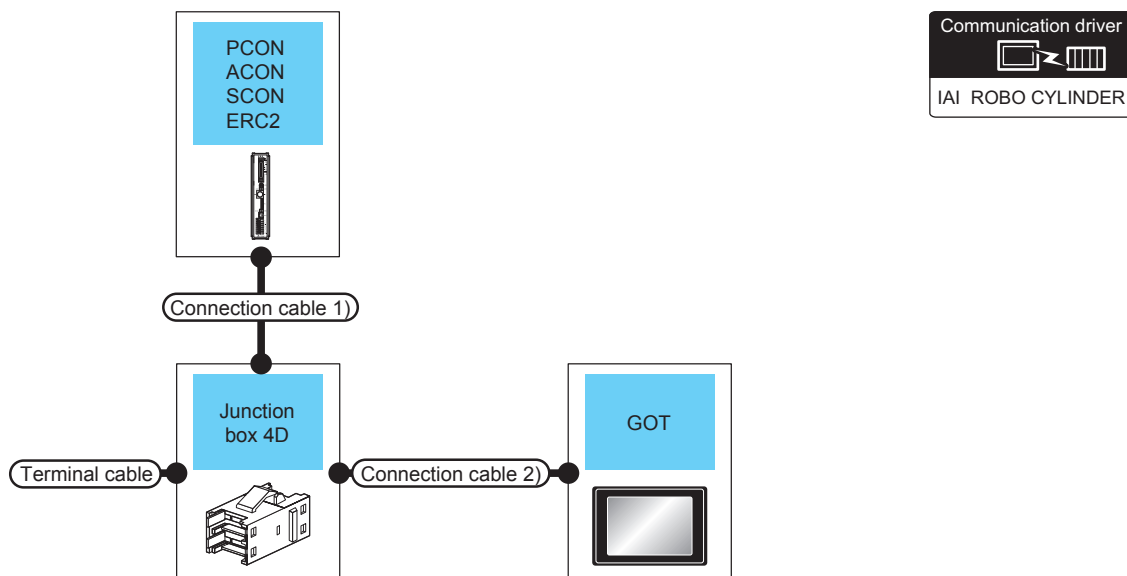 PCON
ACON
SCON
ERC2
Communication driver
IAI ROBO CYLINDER
Connection cable 1)
Junction
box 4D
GOT
Terminal cable
Connection cable 2)